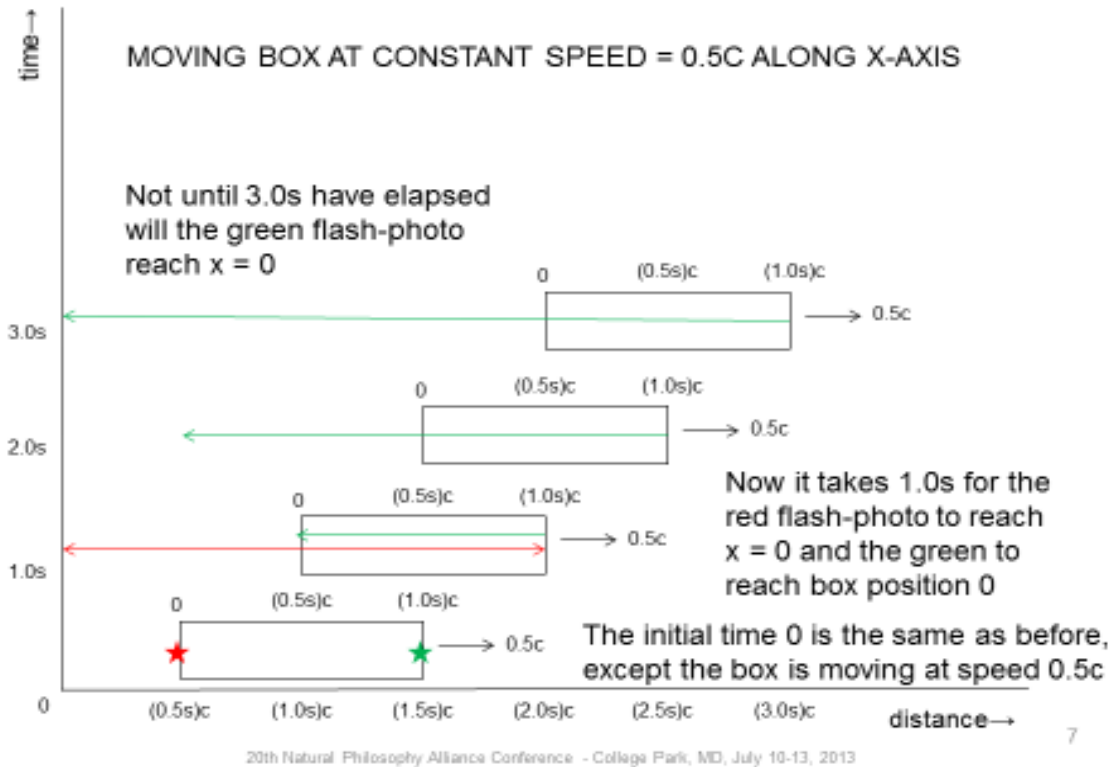 time→
MOVING BOX AT CONSTANT SPEED = 0.5C ALONG X-AXIS
Not until 3.0s have elapsed
will the green flash-photo
reach x = 0
0 (0.5s)c (1.0s)c
0.5c
3.0s
0 (0.5s)c (1.0s)c
0.5c
2.0s
Now it takes 1.0s for the
red flash-photo to reach
x = 0 and the green to
reach box position 0
0 (0.5s)c (1.0s)c
0.5c
1.0s
0 (0.5s)c (1.0s)c
0.5c
The initial time 0 is the same as before,
except the box is moving at speed 0.5c
0 (0.5s)c (1.0s)c (1.5s)c (2.0s)c (2.5s)c (3.0s)c distance→
7
20th Natural Philosophy Alliance Conference - College Park, MD, July 10-13, 2013